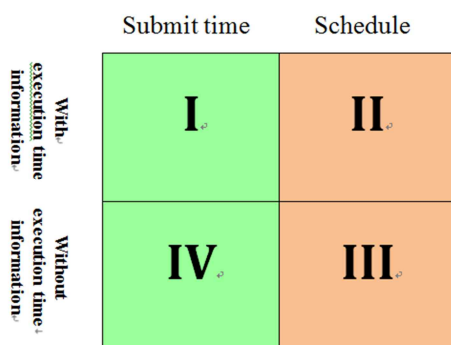 Submit time
Schedule
With
execution time
information
I
II
Without
execution time
information
IV
III